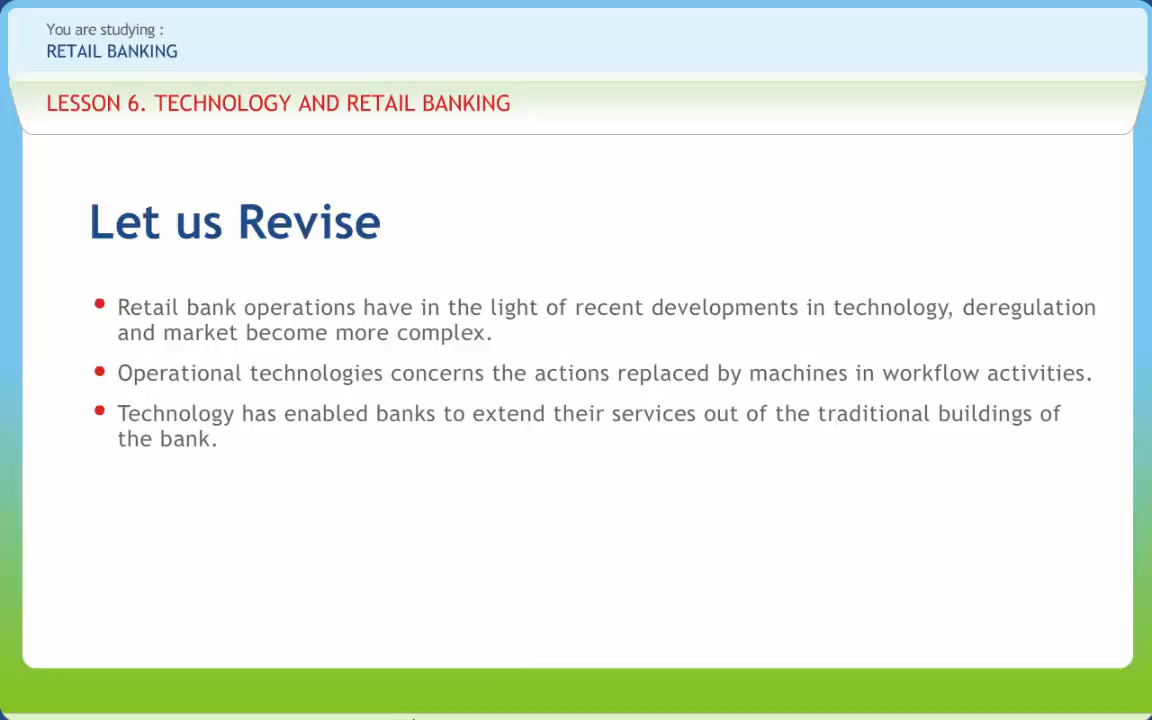 You are studying :
RETAIL BANKING
LESSON 6. TECHNOLOGY AND RETAIL BANKING
Let us Revise
• Retail bank operations have in the light of recent developments in technology, deregulation
and market become more complex.
• Operational technologies concerns the actions replaced by machines in workflow activities.
• Technology has enabled banks to extend their services out of the traditional buildings of
the bank.